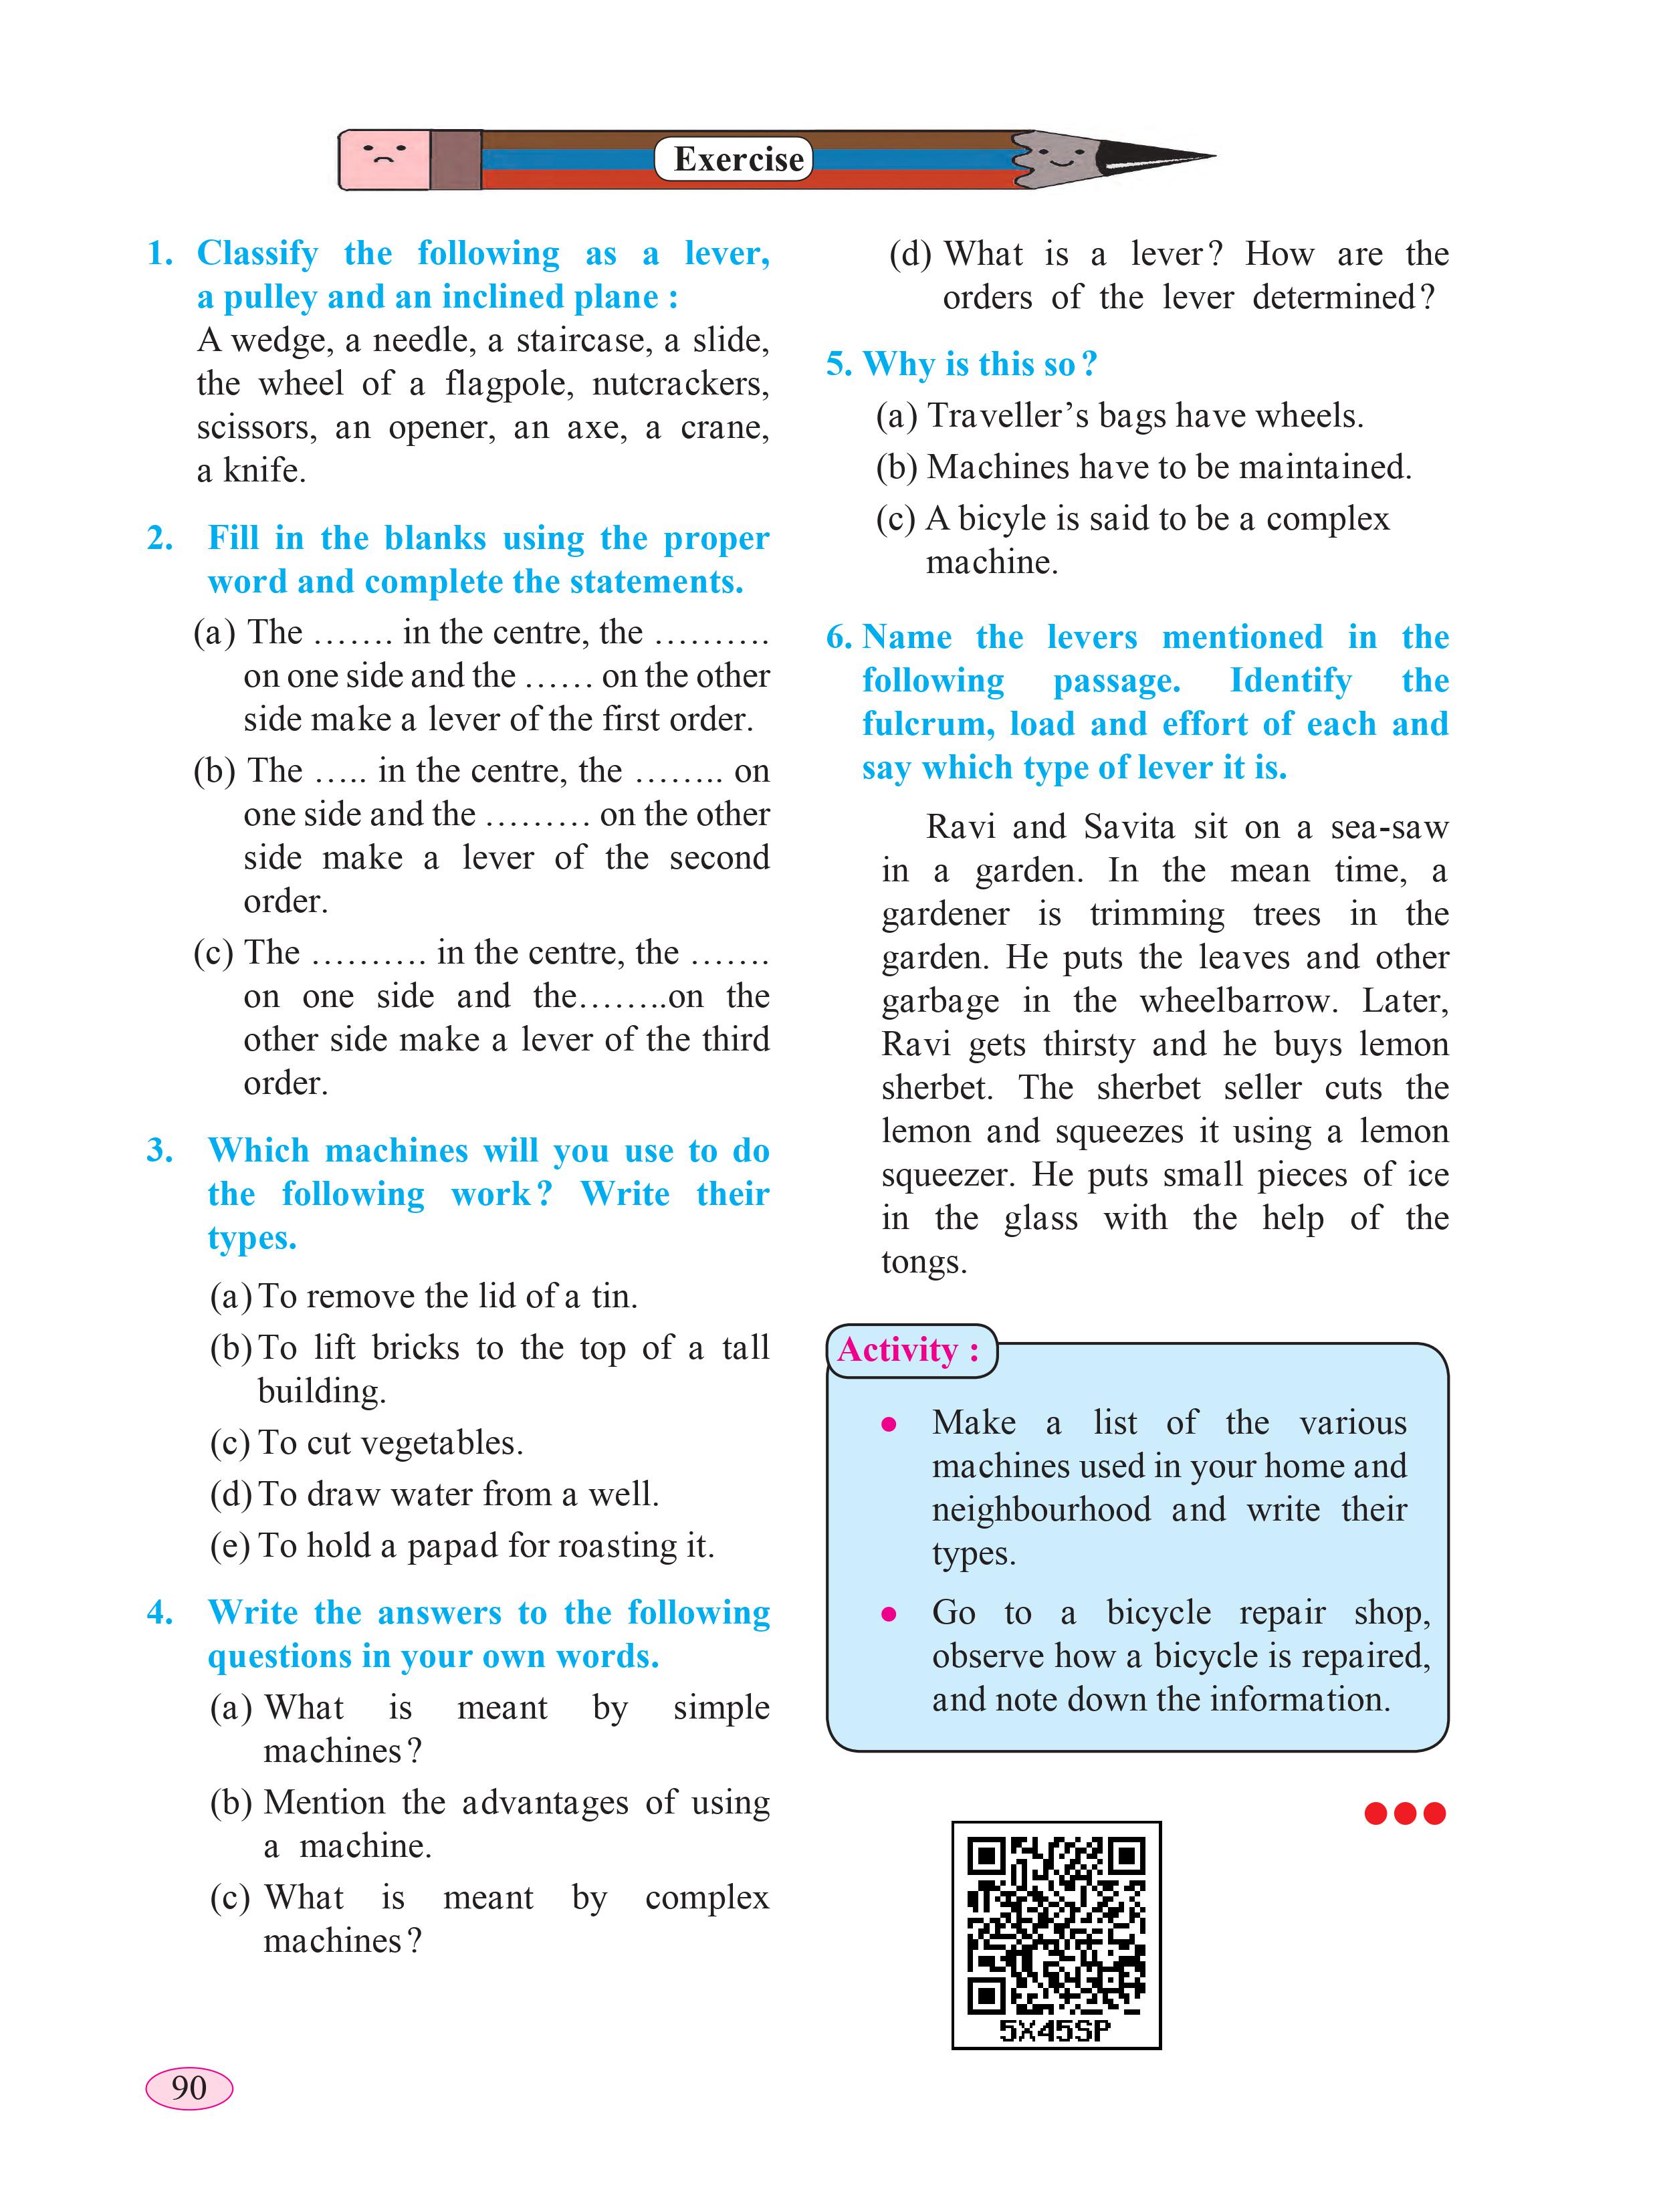 Exercise
1. Classify the following as a lever,
a pulley and an inclined plane :
A wedge, a needle, a staircase, a slide,
the wheel of a flagpole, nutcrackers,
scissors, an opener, an axe, a crane,
a knife.
2. Fill in the blanks using the proper
word and complete the statements.
(a) The ....... in the centre, the ..........
on one side and the ...... on the other
side make a lever of the first order.
(b) The ..... in the centre, the ........ on
one side and the ......... on the other
side make a lever of the second
order.
(c) The .......... in the centre, the .......
on one side and the........on the
other side make a lever of the third
order.
3. Which machines will you use to do
the following work? Write their
types.
(a) To remove the lid of a tin.
(b) To lift bricks to the top of a tall
building.
(c) To cut vegetables.
(d) To draw water from a well.
(e) To hold a papad for roasting it.
4. Write the answers to the following
questions in your own words.
(a) What is meant by simple
machines?
(b) Mention the advantages of using
a machine.
(c) What is meant by complex
machines?
(d) What is a lever? How are the
orders of the lever determined?
5. Why is this so?
(a) Traveller's bags have wheels.
(b) Machines have to be maintained.
(c) A bicyle is said to be a complex
machine.
6. Name the levers mentioned in the
following passage. Identify the
fulcrum, load and effort of each and
say which type of lever it is.
Ravi and Savita sit on a sea-saw
in a garden. In the mean time, a
gardener is trimming trees in the
garden. He puts the leaves and other
garbage in the wheelbarrow. Later,
Ravi gets thirsty and he buys lemon
sherbet. The sherbet seller cuts the
lemon and squeezes it using a lemon
squeezer. He puts small pieces of ice
in the glass with the help of the
tongs.
Activity :
• Make a list of the various
machines used in your home and
neighbourhood and write their
types.
• Go to a bicycle repair shop,
observe how a bicycle is repaired,
and note down the information.
5X45SP
90